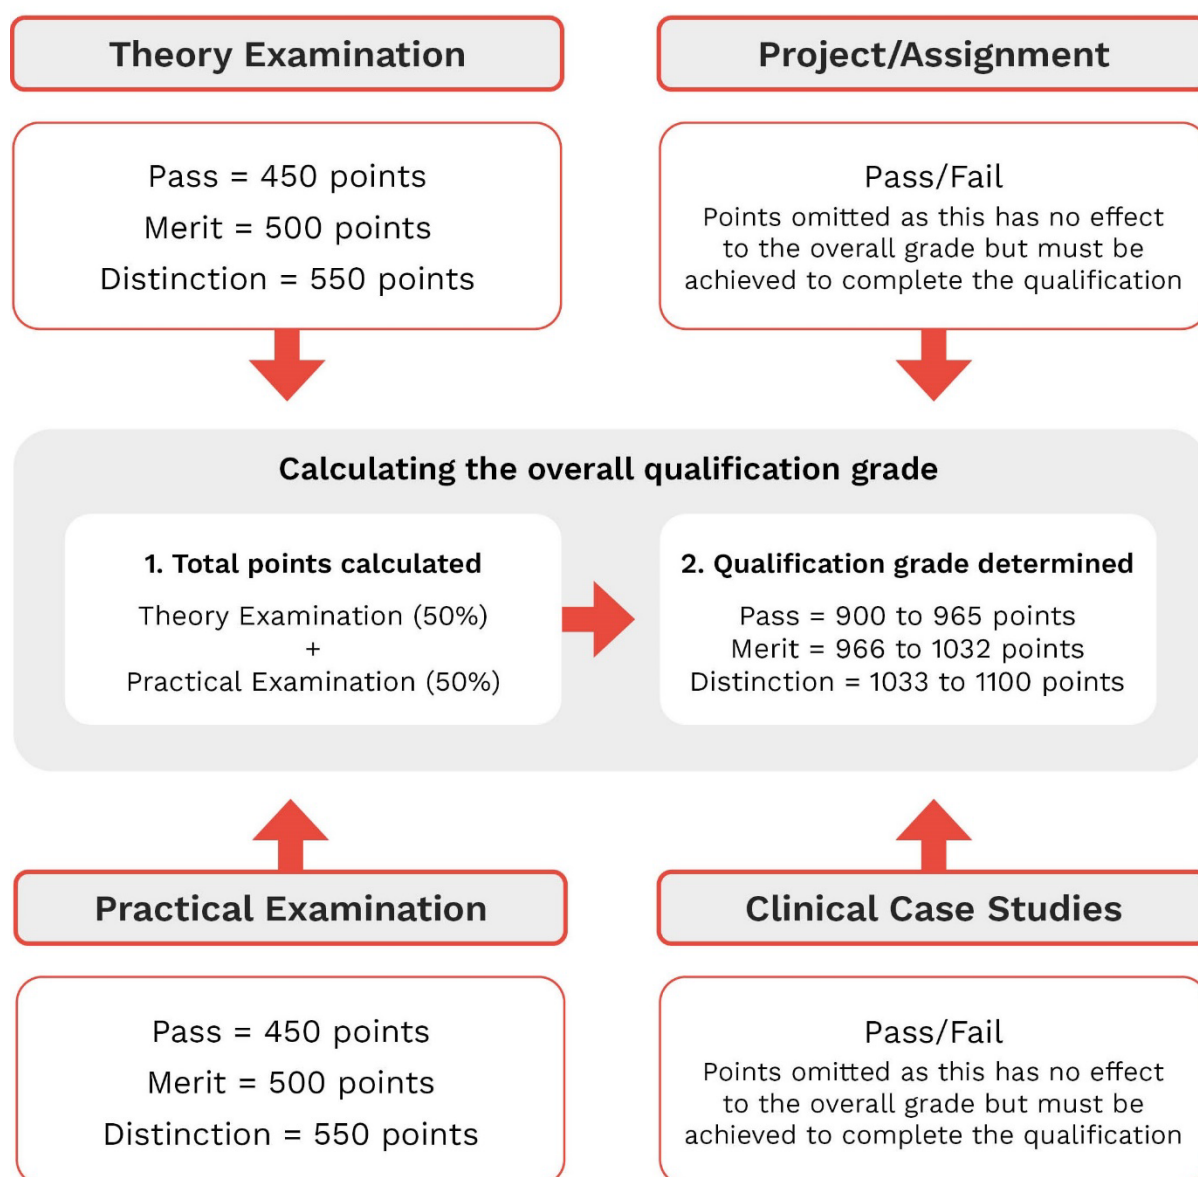 Theory Examination
Pass = 450 points
Merit = 500 points
Distinction = 550 points
Project/Assignment
Pass/Fail
Points omitted as this has no effect
to the overall grade but must be
achieved to complete the qualification
Calculating the overall qualification grade
1. Total points calculated
Theory Examination (50%)
+
Practical Examination (50%)
2. Qualification grade determined
Pass = 900 to 965 points
Merit = 966 to 1032 points
Distinction = 1033 to 1100 points
Practical Examination
Pass = 450 points
Merit = 500 points
Distinction = 550 points
Clinical Case Studies
Pass/Fail
Points omitted as this has no effect
to the overall grade but must be
achieved to complete the qualification